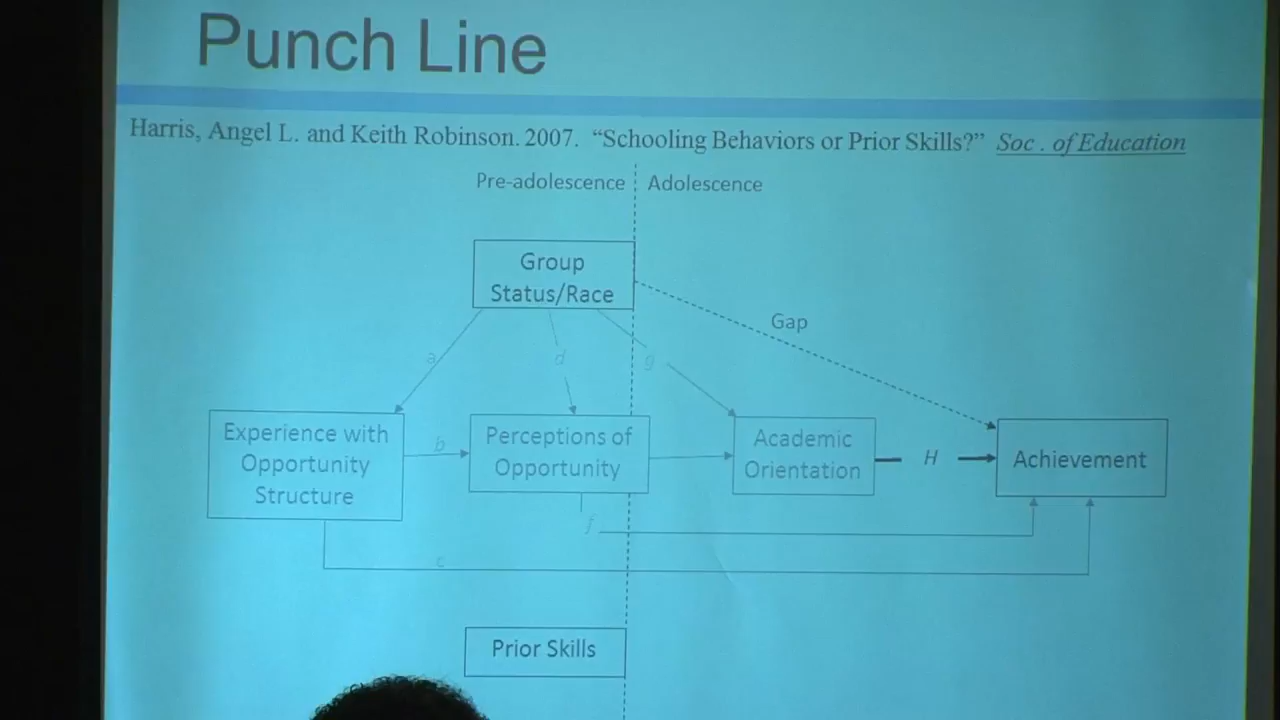 Punch Line
Harris, Angel L. and Keith Robinson. 2007. “Schooling Behaviors or Prior Skills?” Soc . of Education
Pre-adolescence
Adolescence
Group
Status/Race
Gap
a
d
g
Experience with
Opportunity
Structure
b
Perceptions of
Opportunity
Academic
Orientation
H
Achievement
f
c
Prior Skills